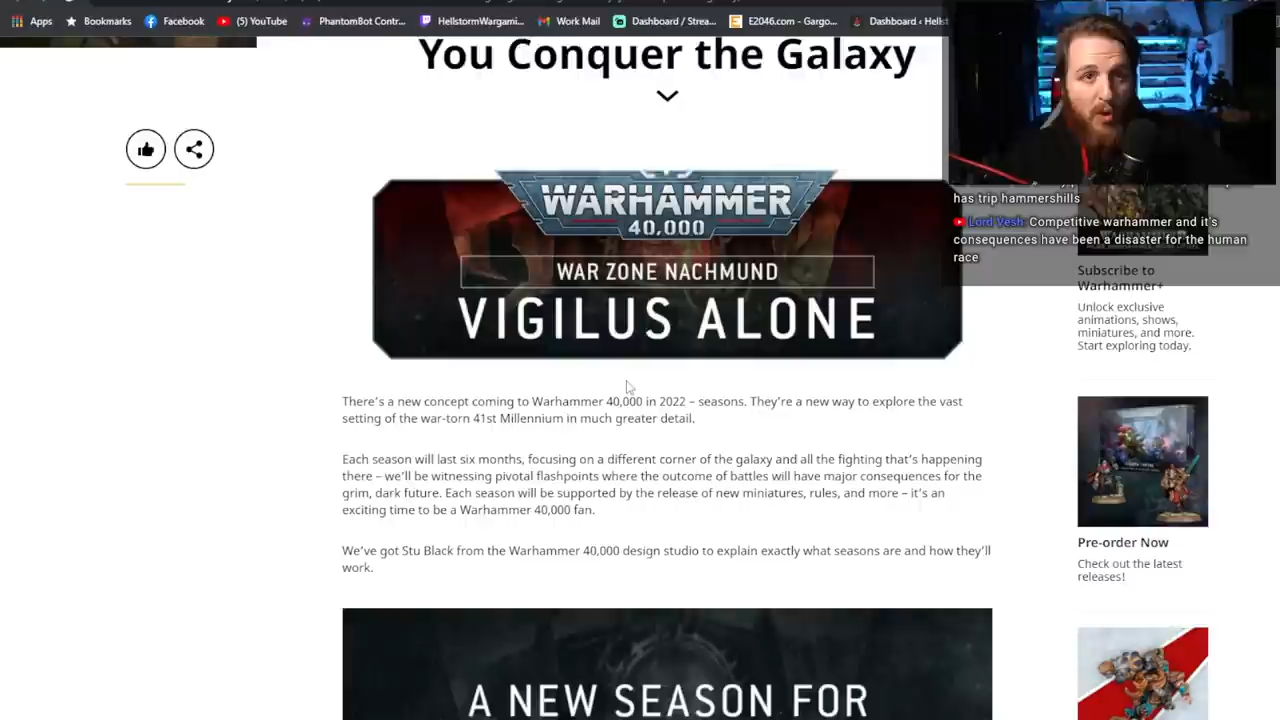 Apps
Bookmarks
Facebook
(5) YouTube
PhantomBot Contr...
HellstormWargami...
Work Mail
Dashboard / Strea...
E2046.com - Gargo...
Dashboard ‹ Hells
You Conquer the Galaxy
WARHAMMER
40,000
WAR ZONE NACHMUND
VIGILUS ALONE
There's a new concept coming to Warhammer 40,000 in 2022 – seasons. They're a new way to explore the vast
setting of the war-torn 41st Millennium in much greater detail.
Each season will last six months, focusing on a different corner of the galaxy and all the fighting that's happening
there – we'll be witnessing pivotal flashpoints where the outcome of battles will have major consequences for the
grim, dark future. Each season will be supported by the release of new miniatures, rules, and more – it's an
exciting time to be a Warhammer 40,000 fan.
We've got Stu Black from the Warhammer 40,000 design studio to explain exactly what seasons are and how they'll
work.
A NEW SEASON FOR
has trip hammershills
Lord Vesh Competitive warhammer and it's
consequences have been a disaster for the human
race
Subscribe to
Warhammer+
Unlock exclusive
animations, shows,
miniatures, and more.
Start exploring today.
Pre-order Now
Check out the latest
releases!